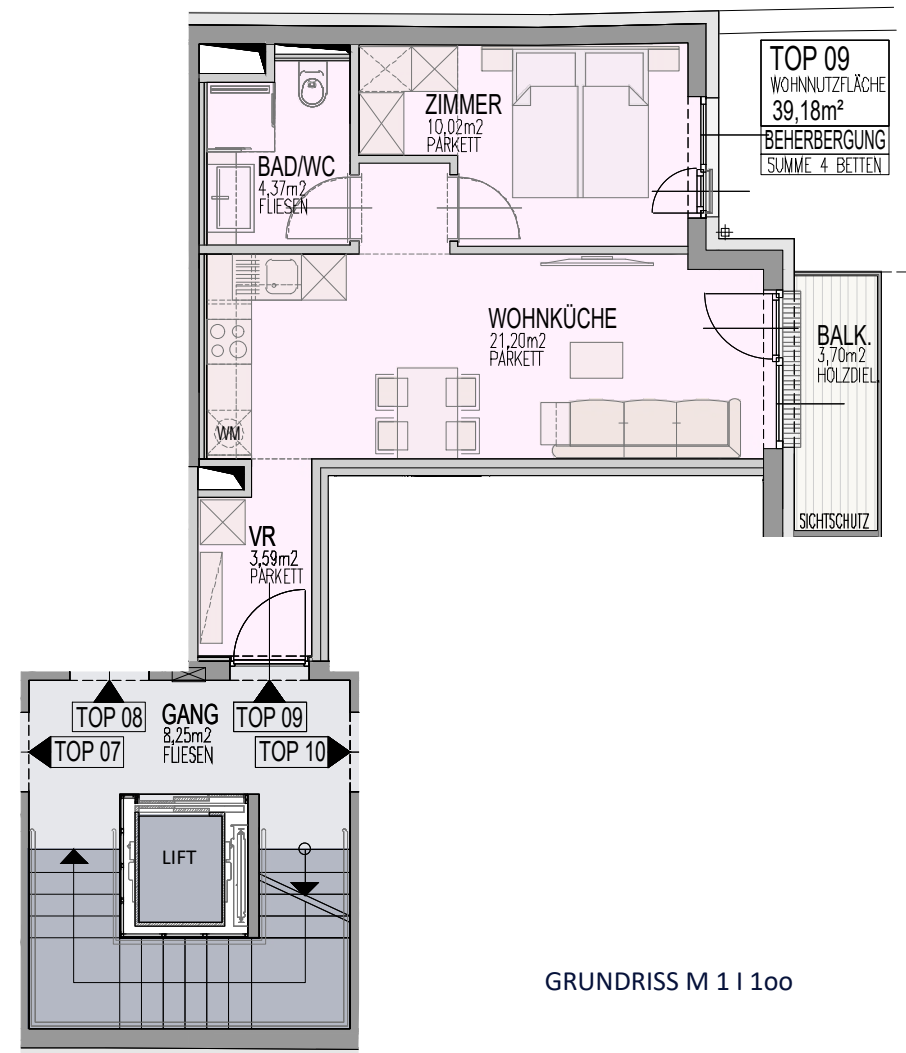 TOP 09
WOHNNUTZFLÄCHE
39,18m²
BEHERBERGUNG
SUMME 4 BETTEN
ZIMMER
10,02m2
PARKETT
BAD/WC
4,37m2
FLIESEN
WOHNKÜCHE
21,20m2
PARKETT
BALK.
3,70m2
HOLZDIEL.
WM
SICHTSCHUTZ
VR
3,59m2
PARKETT
TOP 08
GANG
8,25m2
FLIESEN
TOP 09
TOP 07
TOP 10
LIFT
GRUNDRISS M 1 I 1oo